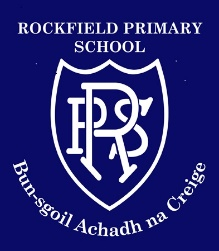 ROCKFIELD PRIMARY
SCHOOL
RPS
Bun-sgoil Achadh na Creige